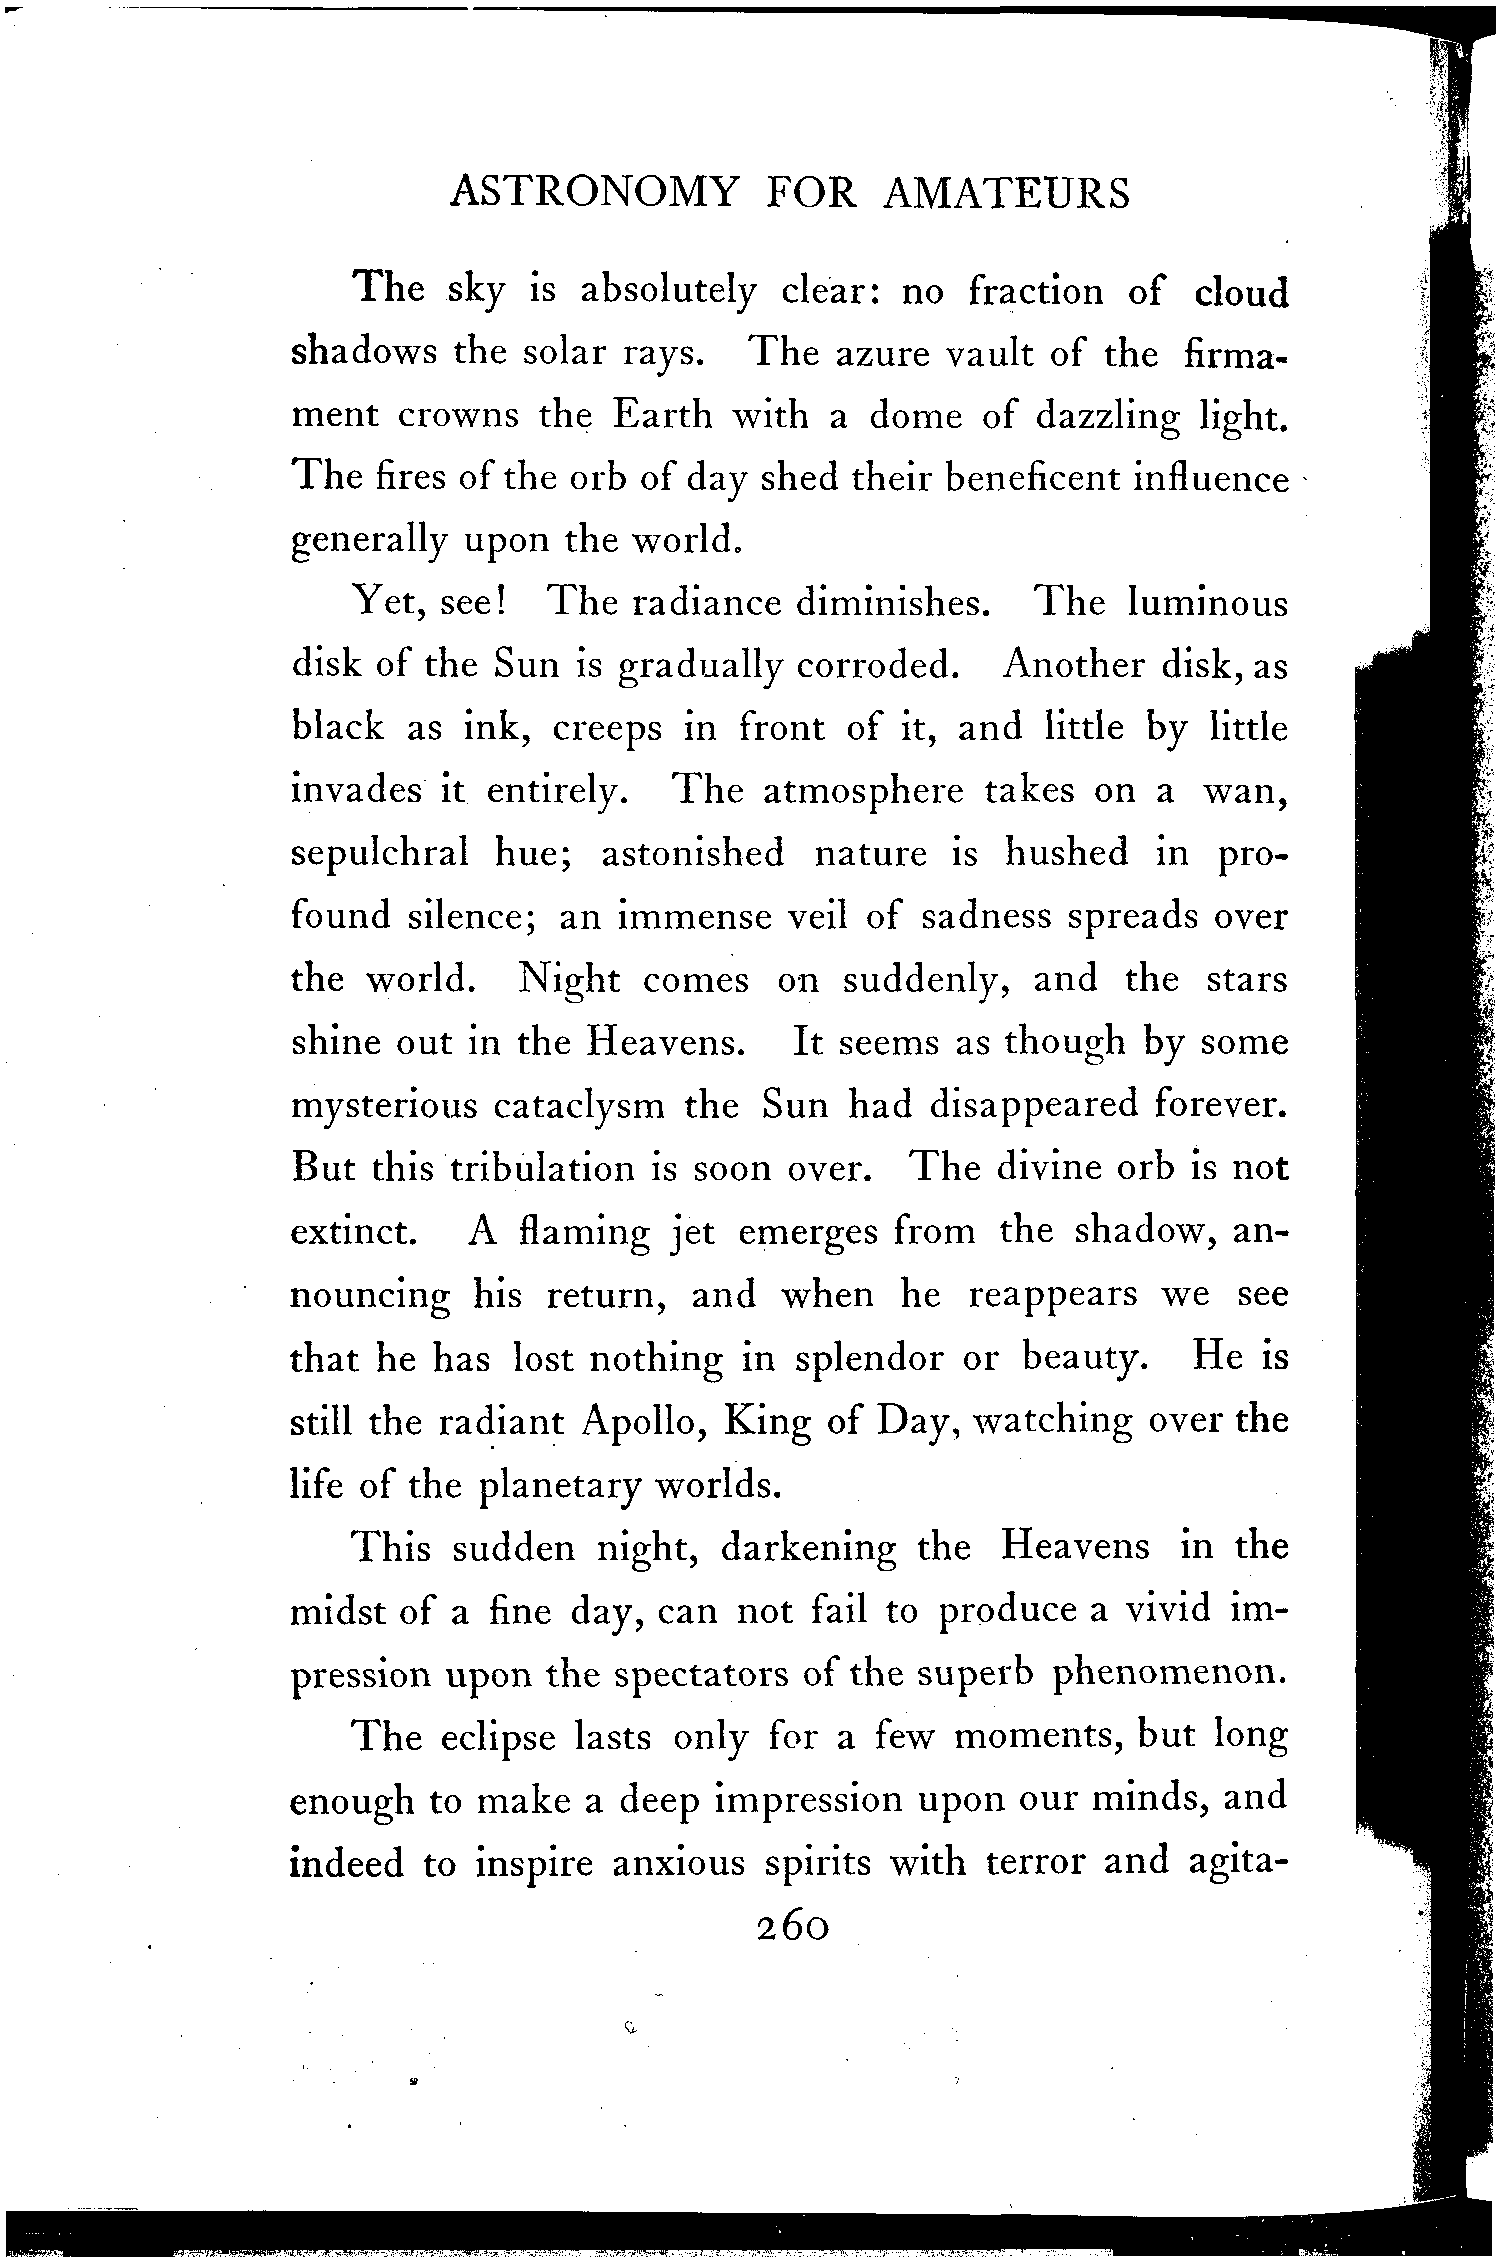 ASTRONOMY FOR AMATEURS
The sky is absolutely clear: no fraction of cloud
shadows the solar rays. The azure vault of the firma-
ment crowns the Earth with a dome of dazzling light.
The fires of the orb of day shed their beneficent influence
generally upon the world.
Yet, see! The radiance diminishes. The luminous
disk of the Sun is gradually corroded. Another disk, as
black as ink, creeps in front of it, and little by little
invades it entirely. The atmosphere takes on a wan,
sepulchral hue; astonished nature is hushed in pro-
found silence; an immense veil of sadness spreads over
the world. Night comes on suddenly, and the stars
shine out in the Heavens. It seems as though by some
mysterious cataclysm the Sun had disappeared forever.
But this tribulation is soon over. The divine orb is not
extinct. A flaming jet emerges from the shadow, an-
nouncing his return, and when he reappears we see
that he has lost nothing in splendor or beauty. He is
still the radiant Apollo, King of Day, watching over the
life of the planetary worlds.
This sudden night, darkening the Heavens in the
midst of a fine day, can not fail to produce a vivid im-
pression upon the spectators of the superb phenomenon.
The eclipse lasts only for a few moments, but long
enough to make a deep impression upon our minds, and
indeed to inspire anxious spirits with terror and agita-
260